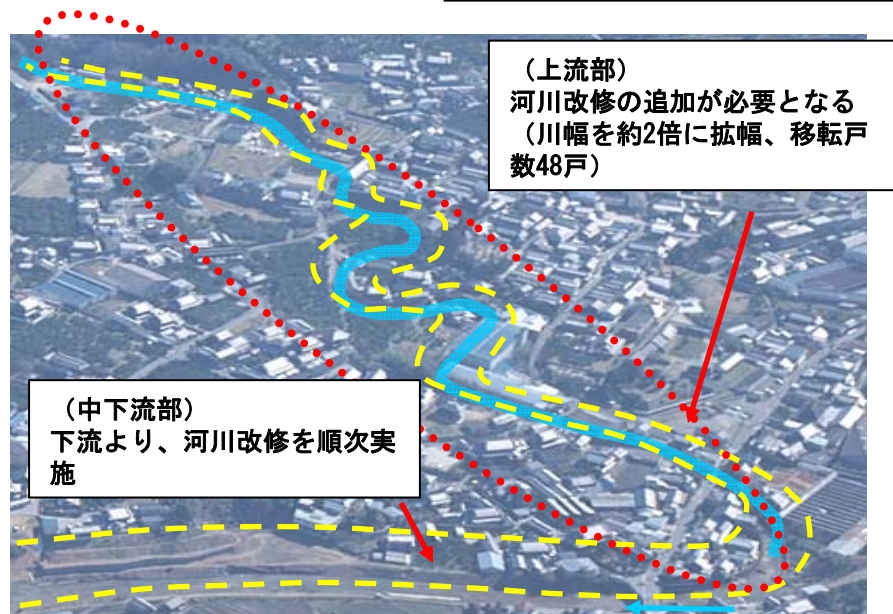 （上流部）
河川改修の追加が必要となる
（川幅を約2倍に拡幅、移転戸
数48戸）
（中下流部）
下流より、河川改修を順次実
施